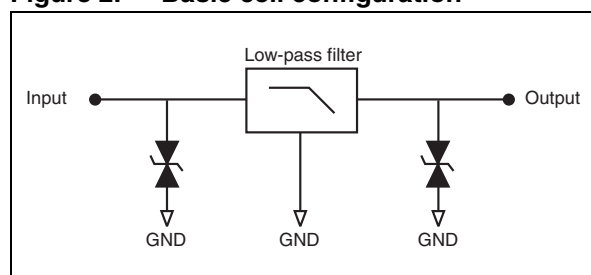 Figure 2. Basic cell configuration
Low-pass filter
Input
Output
GND
GND
GND